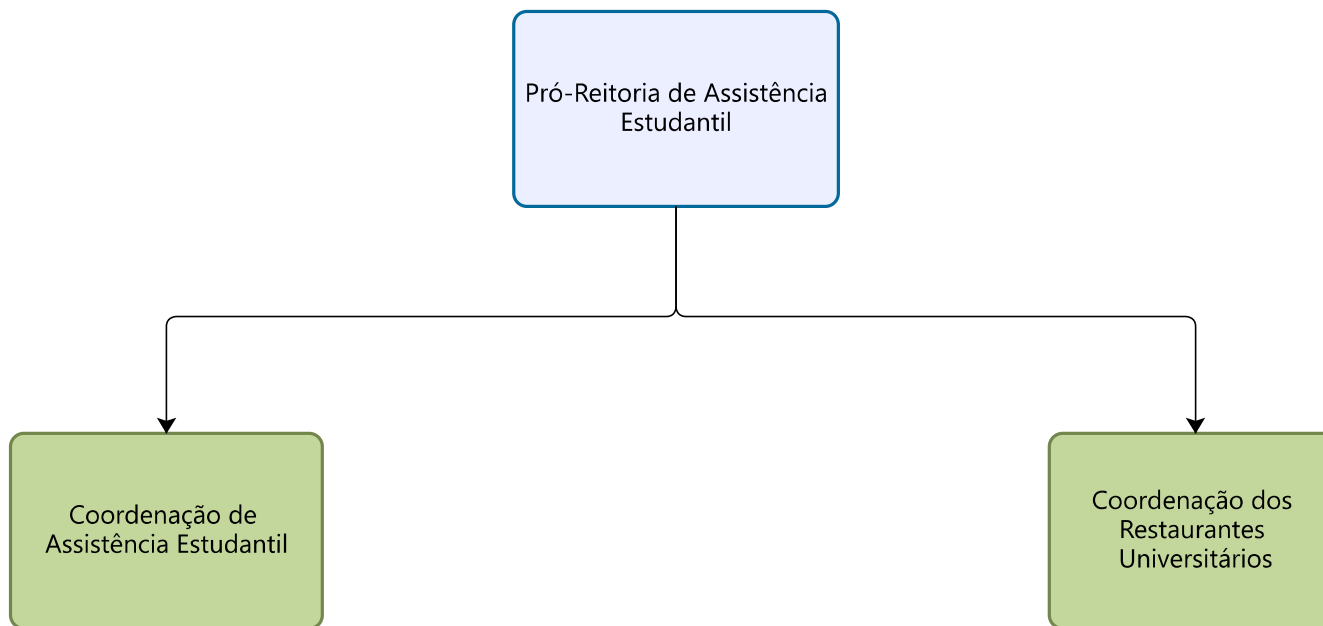 Pró-Reitoria de Assistência
Estudantil
Coordenação de
Assistência Estudantil
Coordenação dos
Restaurantes
Universitários